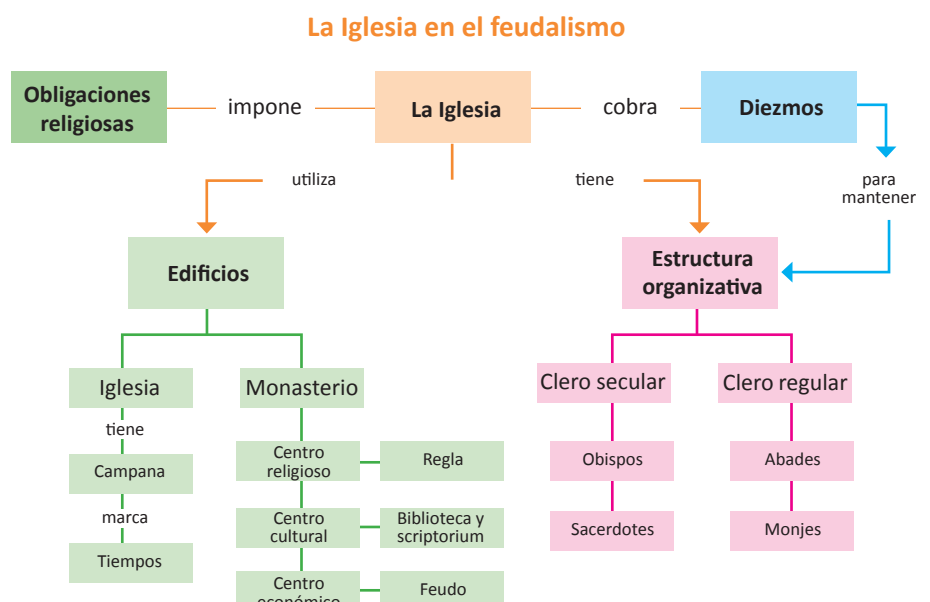 La Iglesia en el feudalismo
Obligaciones
religiosas
impone
La Iglesia
cobra
Diezmos
utiliza
tiene
para
mantener
Edificios
Estructura
organizativa
Iglesia
tiene
Campana
marca
Tiempos
Monasterio
Centro
religioso
Regla
Centro
cultural
Biblioteca y
scriptorium
Centro
económico
Feudo
Clero secular
Obispos
Sacerdotes
Clero regular
Abades
Monjes